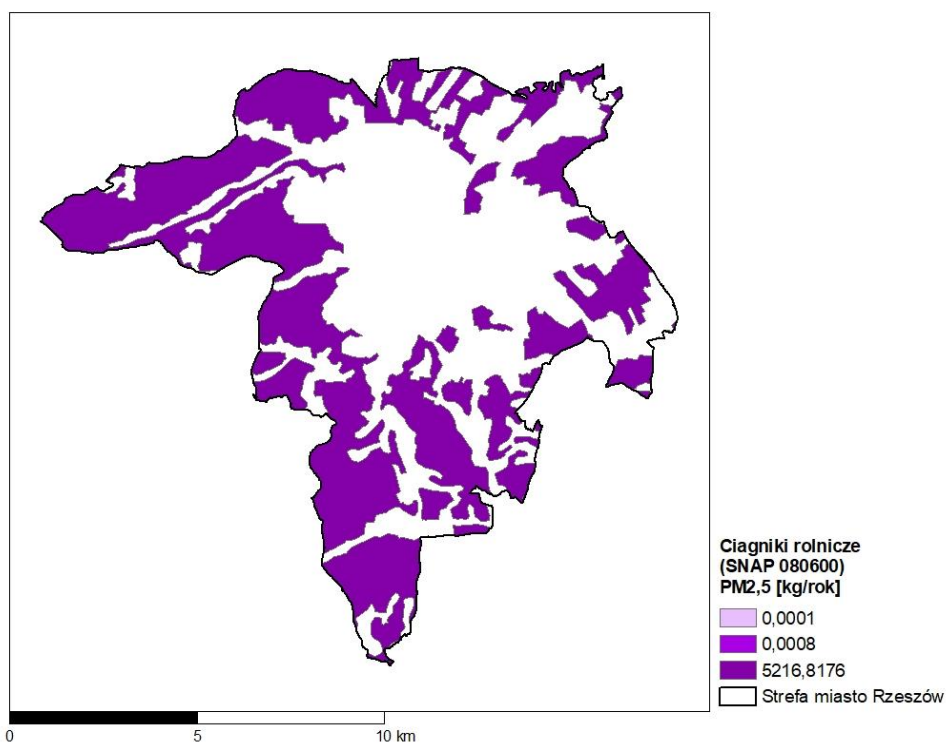 Ciagniki rolnicze
(SNAP 080600)
PM2,5 [kg/rok]
0,0001
0,0008
5216,8176
Strefa miasto Rzeszów
0 5 10 km